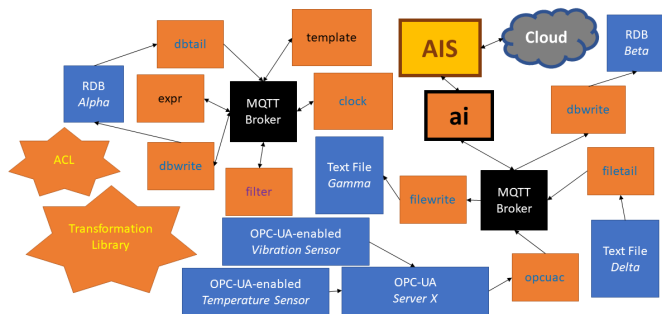 dbtail
template
AIS
Cloud
RDB
Beta
RDB
Alpha
expr
MQTT
Broker
clock
ai
dbwrite
ACL
dbwrite
filter
Text File
Gamma
filewrite
MQTT
Broker
filetail
Transformation
Library
OPC-UA-enabled
Vibration Sensor
OPC-UA-enabled
Temperature Sensor
OPC-UA
Server X
opcuac
Text File
Delta